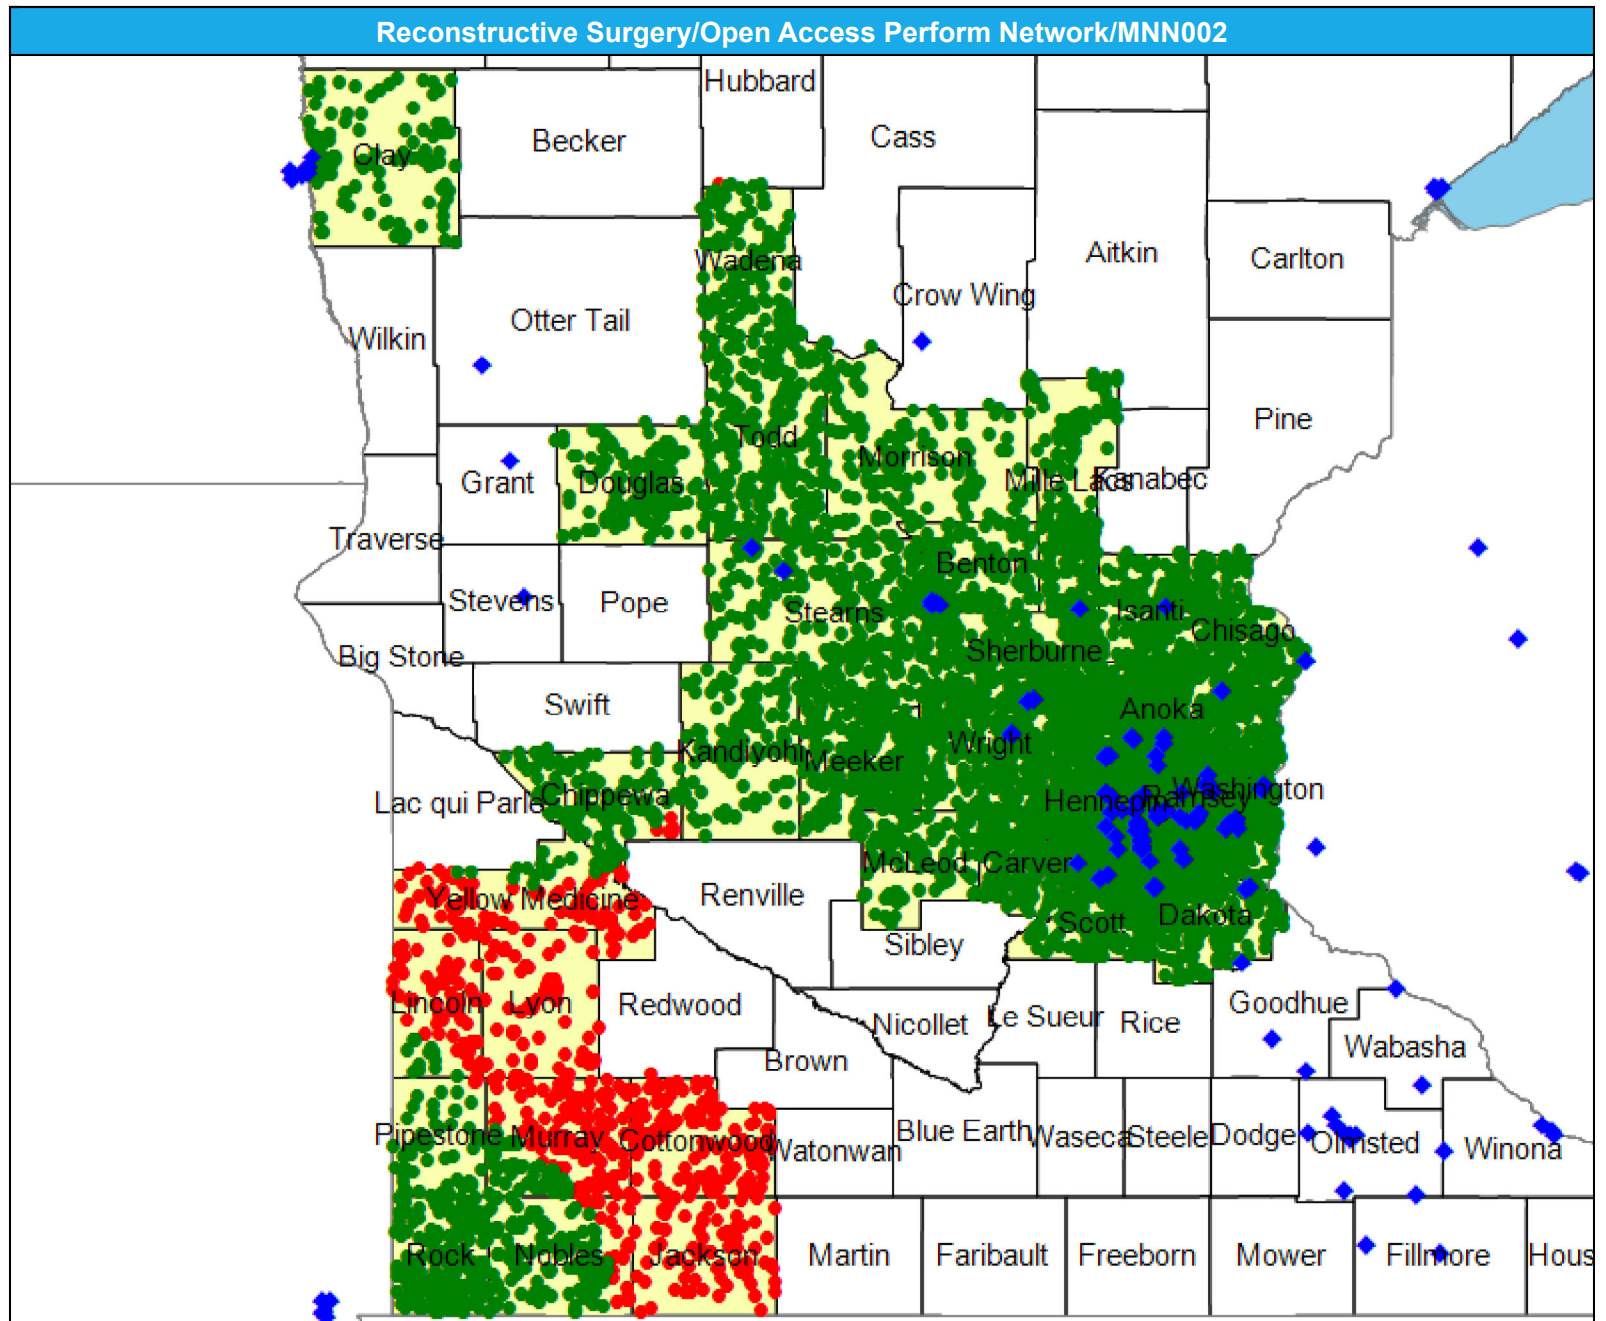 Reconstructive Surgery/Open Access Perform Network/MNN002
Hubbard
Cass
Becker
Clay
Aitkin
Carlton
Wadena
Crow Wing
Otter Tail
Wilkin
Pine
Todd
Morrison
Mille Lacs
Kanabec
Grant
Douglas
Traverse
Benton
Stevens
Pope
Stearns
Isanti
Chisago
Big Stone
Sherburne
Swift
Anoka
Kandiyohi
Meeker
Wright
Washington
Lac qui Parle
Chippewa
Hennepin
Ramsey
McLeod
Carver
Yellow Medicine
Renville
Scott
Dakota
Sibley
Lincoln
Lyon
Redwood
Goodhue
Nicollet
Le Sueur
Rice
Wabasha
Brown
Pipestone
Murray
Cottonwood
Watonwan
Blue Earth
Waseca
Steele
Dodge
Olmsted
Winona
Rock
Nobles
Jackson
Martin
Faribault
Freeborn
Mower
Fillmore
Hous